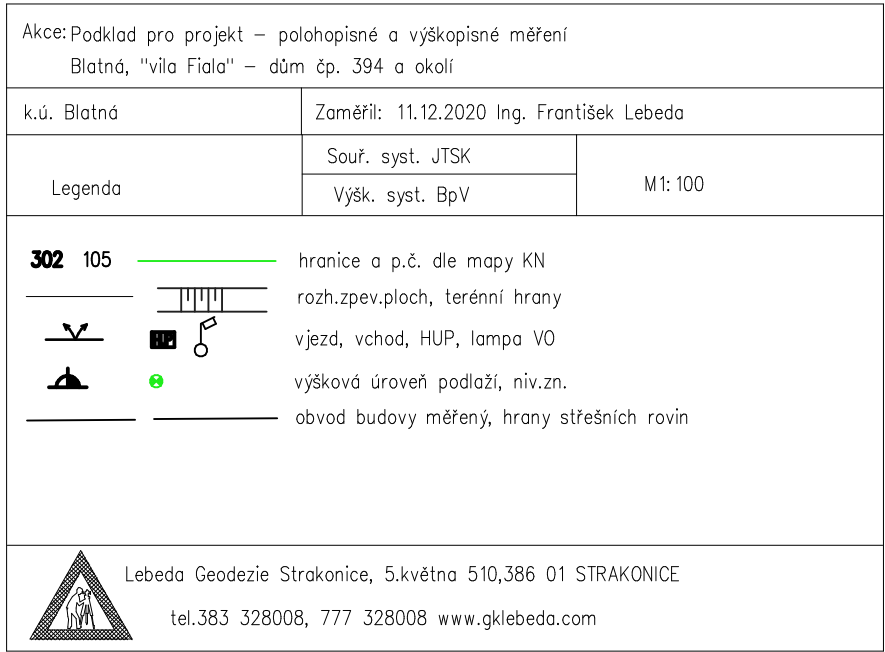 Akce: Podklad pro projekt – polohopisné a výškopisné měření
Blatná, "vila Fiala" – dům čp. 394 a okolí
k.ú. Blatná
Zaměřil: 11.12.2020 Ing. František Lebeda
Legenda
Souř. syst. JTSK
Výšk. syst. BpV
M1: 100
302 105 hranice a p.č. dle mapy KN
rozh.zpev.ploch, terénní hrany
HP vjezd, vchod, HUP, lampa VO
výšková úroveň podlaží, niv.zn.
obvod budovy měřený, hrany střešních rovin
Lebeda Geodezie Strakonice, 5.května 510,386 01 STRAKONICE
tel.383 328008, 777 328008 www.gklebeda.com